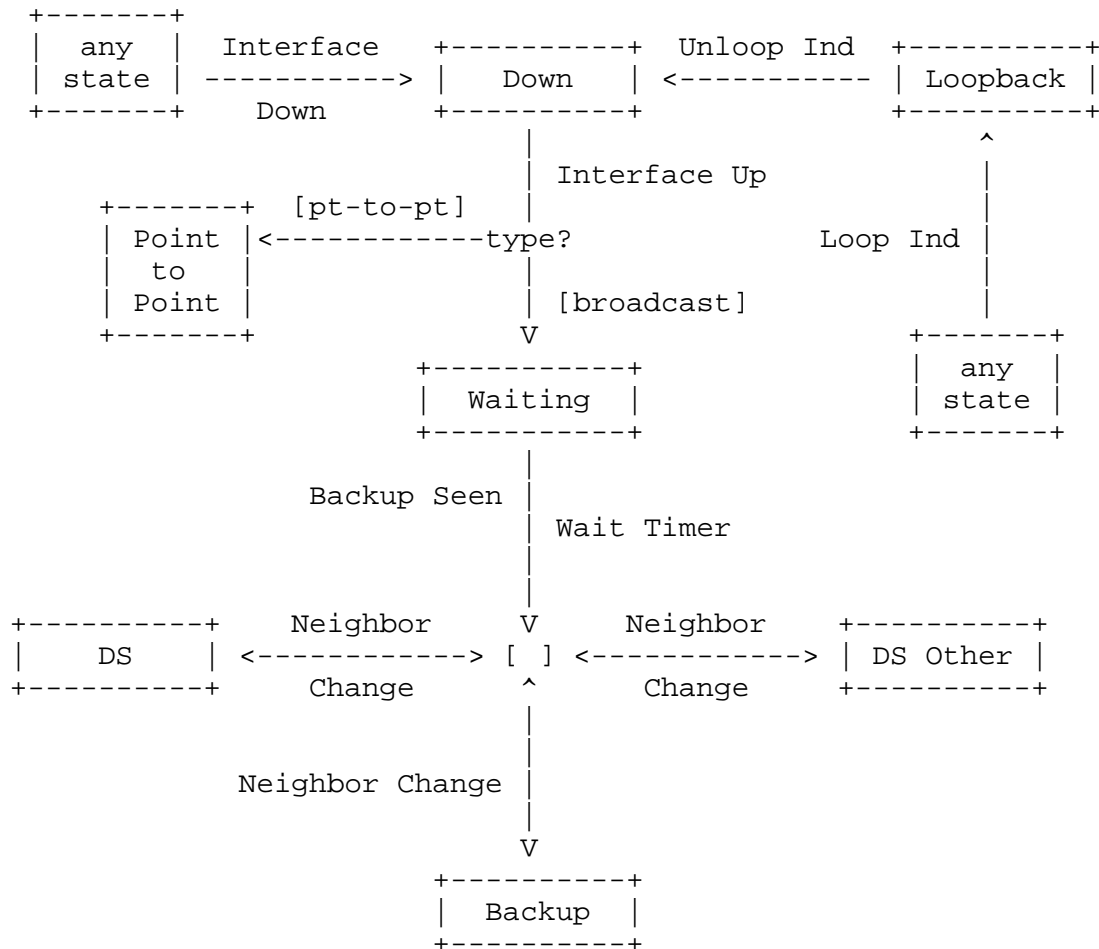 +-------+
|  any  |  Interface   +----------+  Unloop Ind  +----------+
| state | -----------> |   Down   | <----------- | Loopback |
+-------+    Down      +----------+              +----------+
                             |                         ^
                             | Interface Up            |
    +-------+  [pt-to-pt]    |                         |
    | Point |<------------type?               Loop Ind |
    |  to   |                |                         |
    | Point |                | [broadcast]             |
    +-------+                V                     +-------+
                      +-----------+                |  any  |
                      |  Waiting  |                | state |
                      +-----------+                +-------+
                             |
                 Backup Seen |
                             | Wait Timer
                             |
                             |
+----------+    Neighbor     V     Neighbor     +----------+
|    DS    | <------------> [ ] <------------> | DS Other |
+----------+     Change      ^      Change      +----------+
                             |
                             |
             Neighbor Change |
                             |
                             V
                       +----------+
                       |  Backup  |
                       +----------+